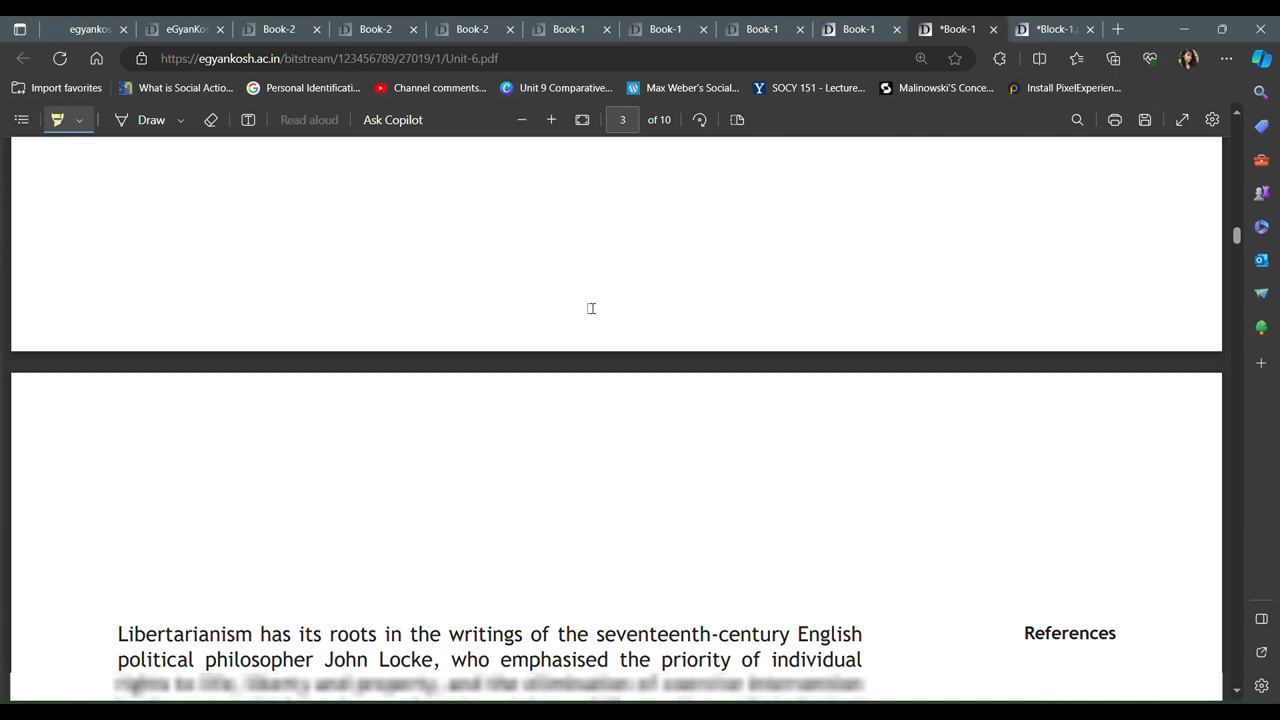 egyankos
eGyanKos
Book-2
Book-2
Book-2
Book-1
Book-1
Book-1
Book-1
*Book-1
*Block-1.p
https://egyankosh.ac.in/bitstream/123456789/27019/1/Unit-6.pdf
Import favorites
What is Social Actio...
Personal Identificati...
Channel comments...
Unit 9 Comparative...
Max Weber's Social...
SOCY 151 - Lecture...
Malinowski'S Conce...
Install PixelExperien...
Draw
Read aloud
Ask Copilot
3 of 10
Libertarianism has its roots in the writings of the seventeenth-century English
References
political philosopher John Locke, who emphasised the priority of individual